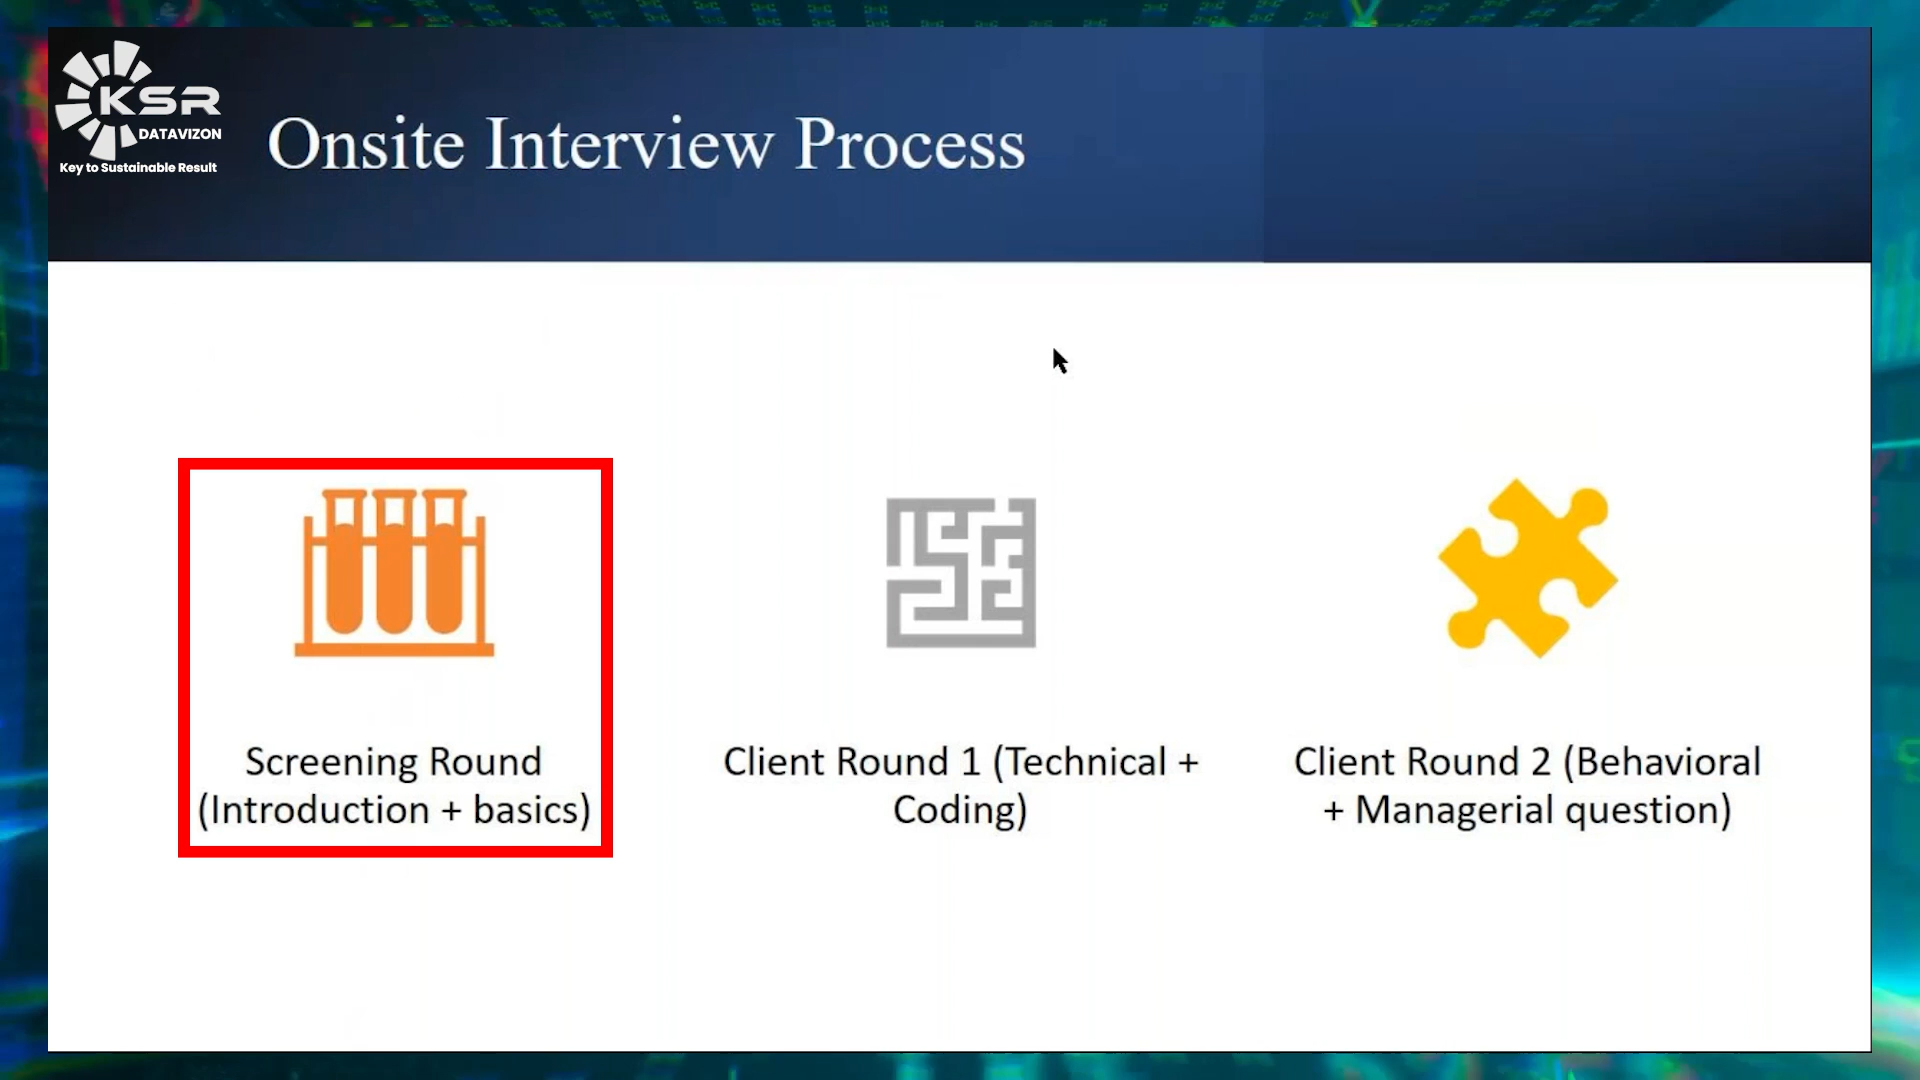 KSR
DATAVIZON
Key to Sustainable Result
Onsite Interview Process
Screening Round
(Introduction + basics)
Client Round 1 (Technical +
Coding)
Client Round 2 (Behavioral
+ Managerial question)